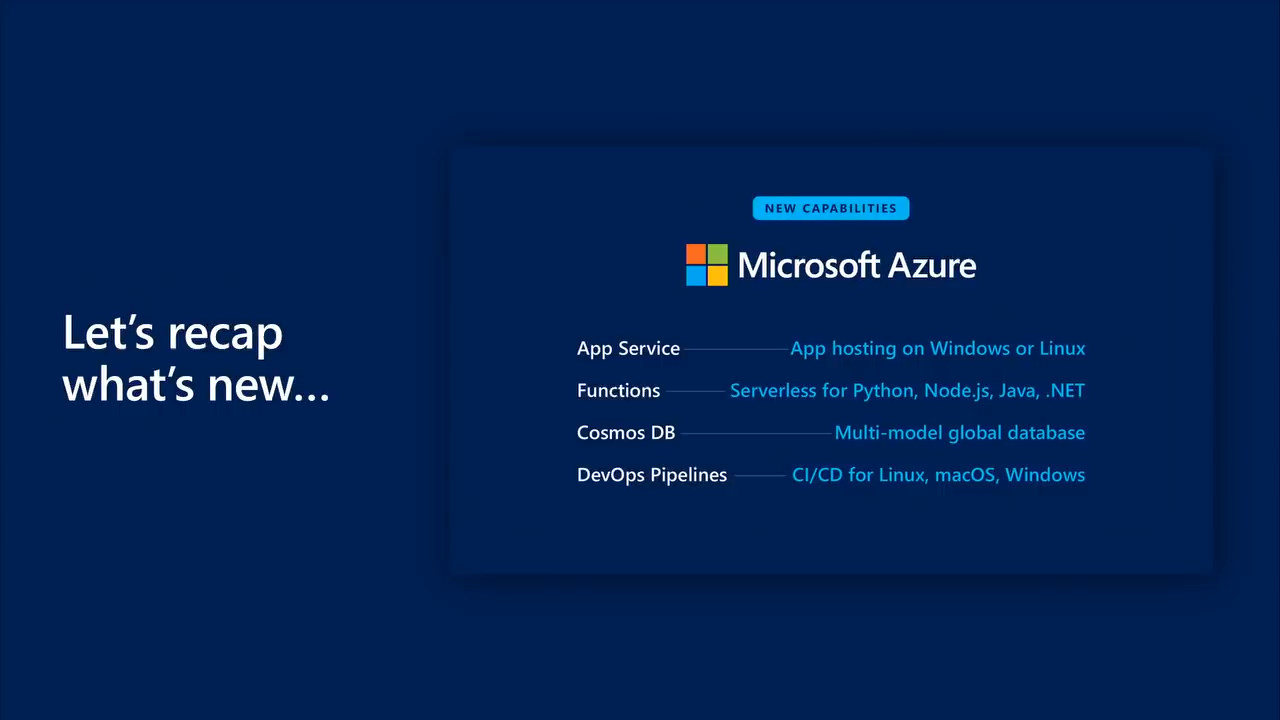 Let’s recap
what’s new...
NEW CAPABILITIES
Microsoft Azure
App Service App hosting on Windows or Linux
Functions Serverless for Python, Node.js, Java, .NET
Cosmos DB Multi-model global database
DevOps Pipelines CI/CD for Linux, macOS, Windows